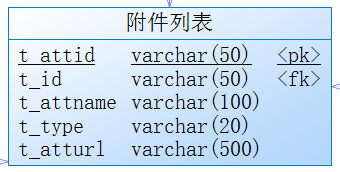 附件列表
t_attid varchar(50) <pk>
t_id varchar(50) <fk>
t_attname varchar(100)
t_type varchar(20)
t_atturl varchar(500)